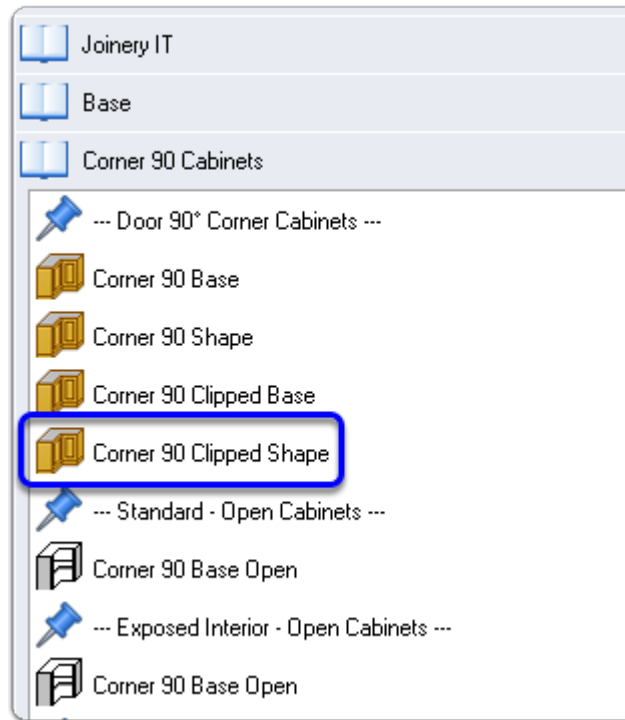 Joinery IT
Base
Corner 90 Cabinets
--- Door 90° Corner Cabinets ---
Corner 90 Base
Corner 90 Shape
Corner 90 Clipped Base
Corner 90 Clipped Shape
--- Standard - Open Cabinets ---
Corner 90 Base Open
--- Exposed Interior - Open Cabinets ---
Corner 90 Base Open